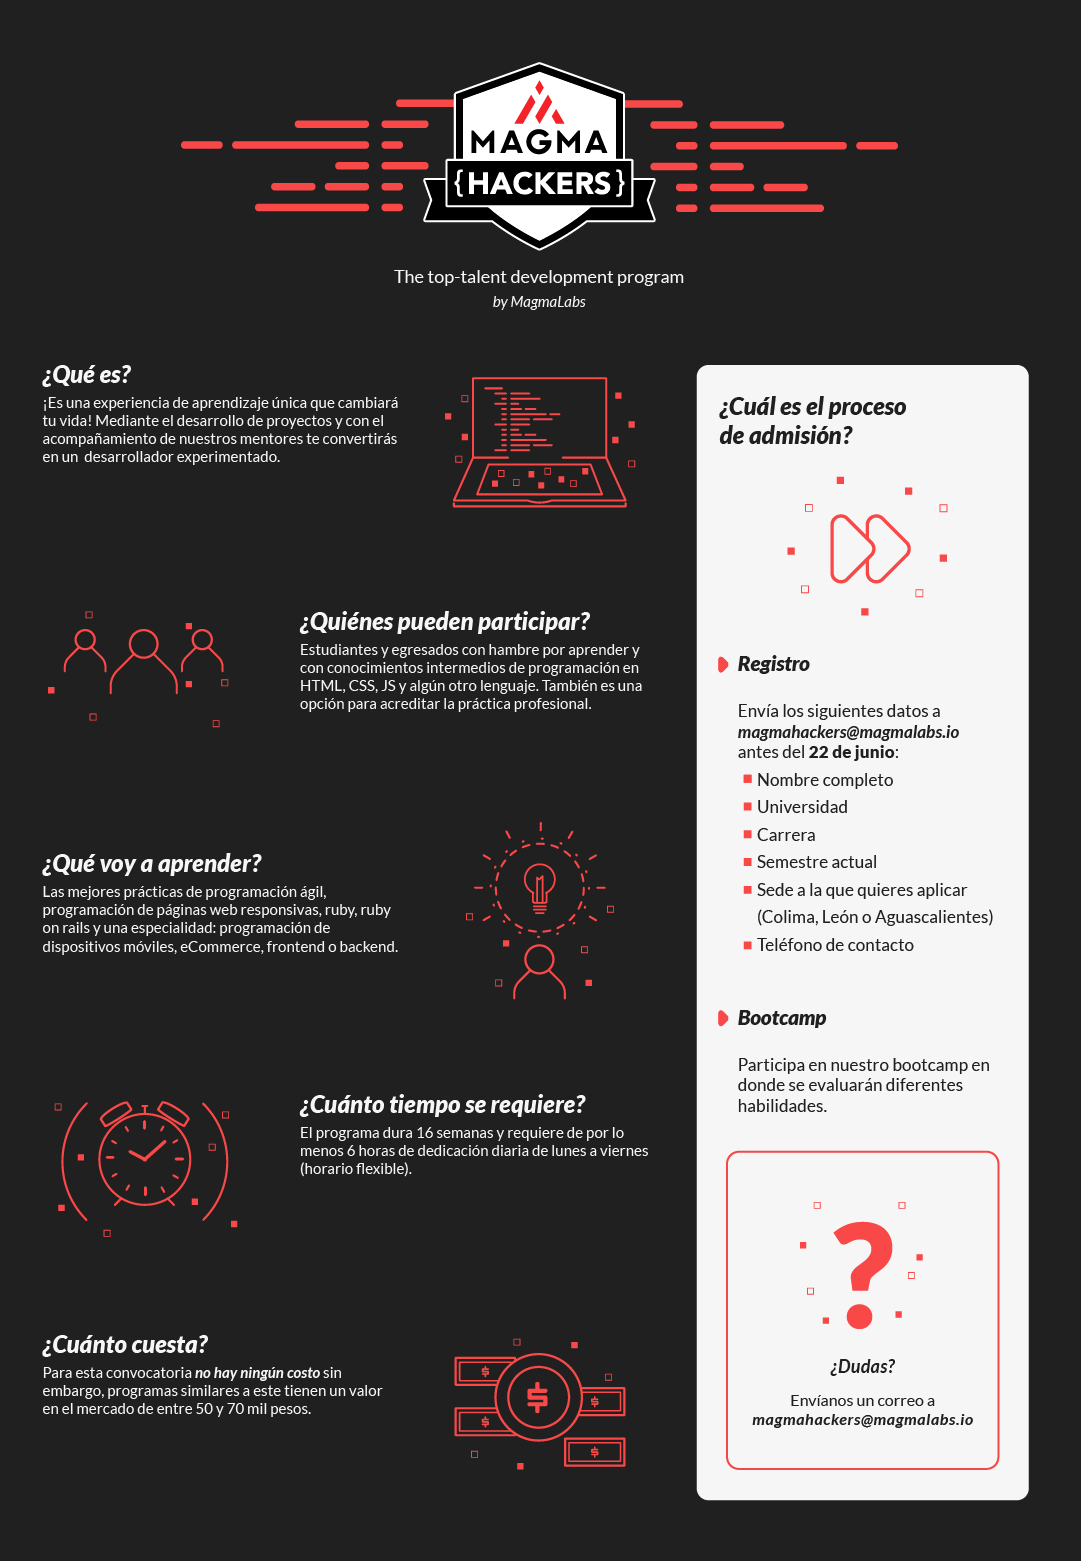 MAGMA
{HACKERS}
The top-talent development program
by MagmaLabs
¿Qué es?
¡Es una experiencia de aprendizaje única que cambiará
tu vida! Mediante el desarrollo de proyectos y con el
acompañamiento de nuestros mentores te convertirás
en un desarrollador experimentado.
¿Quiénes pueden participar?
Estudiantes y egresados con hambre por aprender y
con conocimientos intermedios de programación en
HTML, CSS, JS y algún otro lenguaje. También es una
opción para acreditar la práctica profesional.
¿Qué voy a aprender?
Las mejores prácticas de programación ágil,
programación de páginas web responsivas, ruby, ruby
on rails y una especialidad: programación de
dispositivos móviles, eCommerce, frontend o backend.
¿Cuánto tiempo se requiere?
El programa dura 16 semanas y requiere de por lo
menos 6 horas de dedicación diaria de lunes a viernes
(horario flexible).
¿Cuánto cuesta?
Para esta convocatoria no hay ningún costo sin
embargo, programas similares a este tienen un valor
en el mercado de entre 50 y 70 mil pesos.
$
$
$
$
$
¿Cuál es el proceso
de admisión?
Registro
Envía los siguientes datos a
magmahackers@magmalabs.io
antes del 22 de junio:
Nombre completo
Universidad
Carrera
Semestre actual
Sede a la que quieres aplicar
(Colima, León o Aguascalientes)
Teléfono de contacto
Bootcamp
Participa en nuestro bootcamp en
donde se evaluarán diferentes
habilidades.
?
¿Dudas?
Envíanos un correo a
magmahackers@magmalabs.io